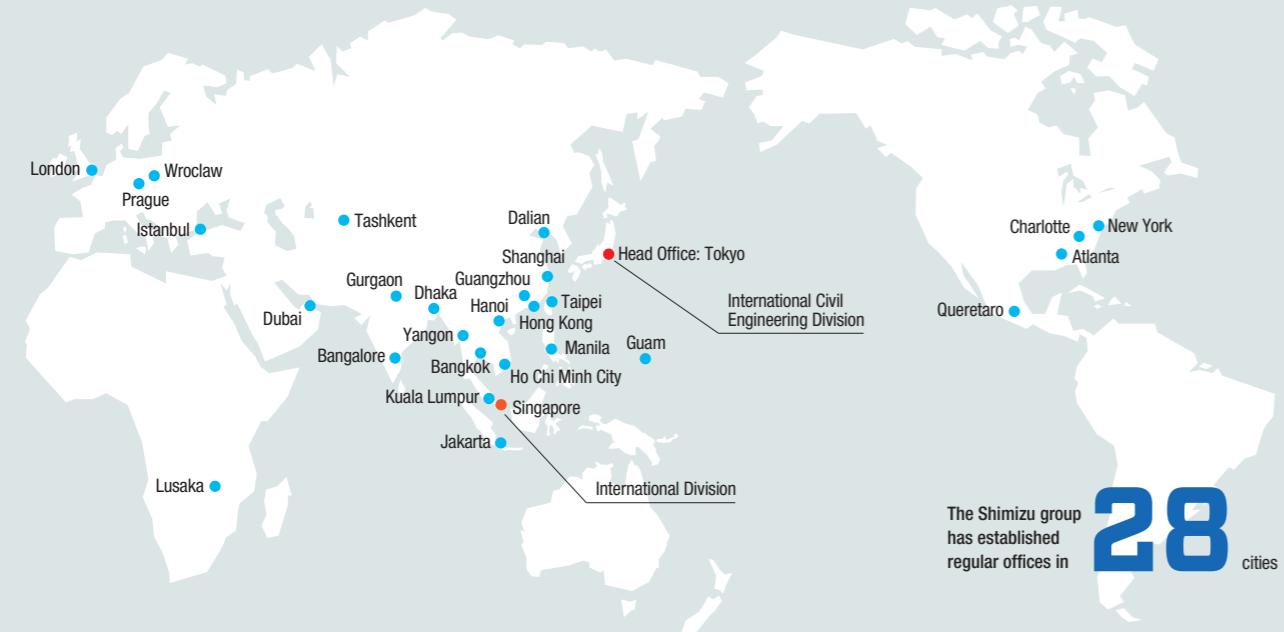 London
Wroclaw
Prague
Istanbul
Tashkent
Dalian
Shanghai
Head Office: Tokyo
Charlotte
New York
Atlanta
Gurgaon
Dhaka
Guangzhou
Hanoi
Taipei
Hong Kong
International Civil
Engineering Division
Queretaro
Dubai
Yangon
Manila
Guam
Bangalore
Bangkok
Ho Chi Minh City
Kuala Lumpur
Singapore
Jakarta
Lusaka
International Division
The Shimizu group
has established
regular offices in
28
cities